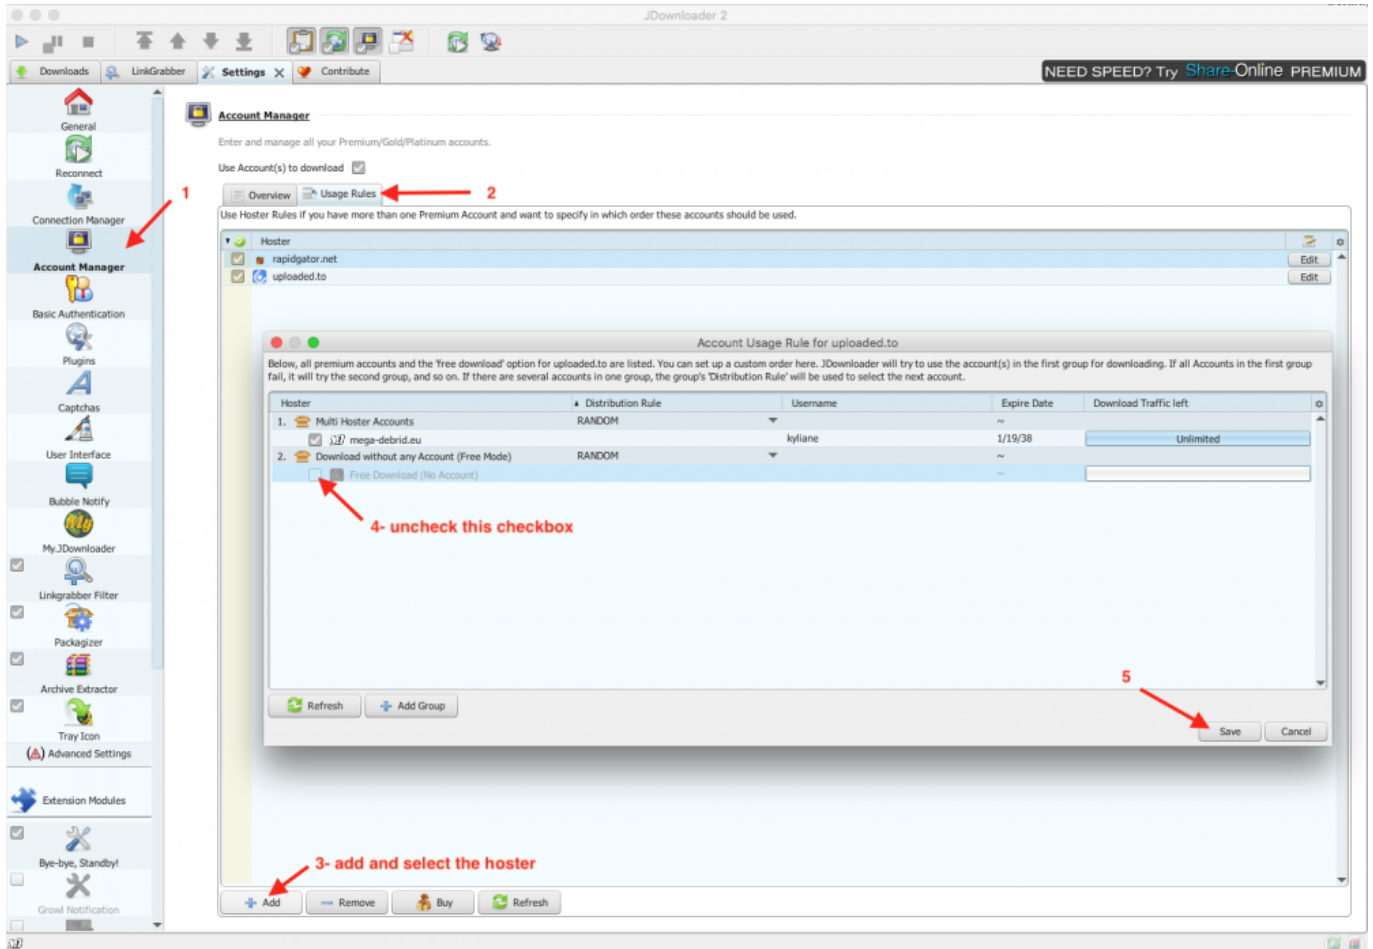 JDownloader 2
Downloads LinkGrabber Settings X Contribute
NEED SPEED? Try Share-Online PREMIUM
General
Reconnect
Connection Manager
Account Manager
Basic Authentication
Plugins
Captchas
User Interface
Bubble Notify
My
My.JDownloader
Linkgrabber Filter
Packagizer
Archive Extractor
Tray Icon
Advanced Settings
Extension Modules
Bye-bye, Standby!
Growl Notification
1
Account Manager
Enter and manage all your Premium/Gold/Platinum accounts.
Use Account(s) to download
Overview Usage Rules
2
Use Hoster Rules if you have more than one Premium Account and want to specify in which order these accounts should be used.
Hoster
rapidgator.net Edit
uploaded.to Edit
Account Usage Rule for uploaded.to
Below, all premium accounts and the 'Free download' option for uploaded.to are listed. You can set up a custom order here. JDownloader will try to use the account(s) in the first group for downloading. If all Accounts in the first group
fail, it will try the second group, and so on. If there are several accounts in one group, the group's 'Distribution Rule' will be used to select the next account.
Hoster Distribution Rule Username Expire Date Download Traffic left
1. Multi Hoster Accounts RANDOM ~
mega-debrid.eu kyliane 1/19/38 Unlimited
2. Download without any Account (Free Mode) RANDOM ~
Free Download (No Account) ~
4- uncheck this checkbox
5
Refresh Add Group
Save Cancel
3- add and select the hoster
Add Remove Buy Refresh